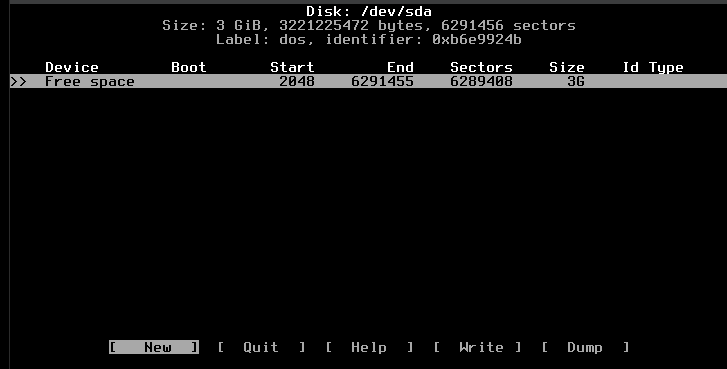 Disk: /dev/sda
Size: 3 GiB, 3221225472 bytes, 6291456 sectors
Label: dos, identifier: 0xb6e9924b
Device Boot Start End Sectors Size Id Type
>> Free space 2048 6291455 6289408 3G
[ New ] [ Quit ] [ Help ] [ Write ] [ Dump ]